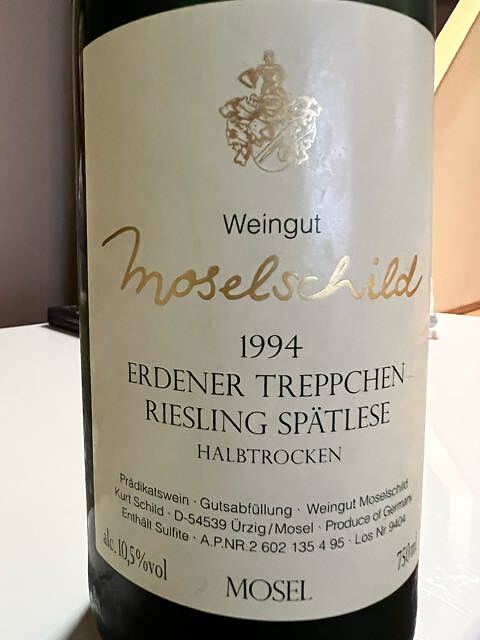 Weingut
Moselschild
1994
ERDENER TREPPCHEN
RIESLING SPÄTLESE
HALBTROCKEN
Prädikatswein · Gutsabfüllung · Weingut Moselschild
Kurt Schild · D-54539 Ürzig/Mosel · Produce of Germany
Enthält Sulfite · A.P.NR. 2 602 135 4 95 · Los Nr 9404
alc. 10,5%vol
750ml
MOSEL